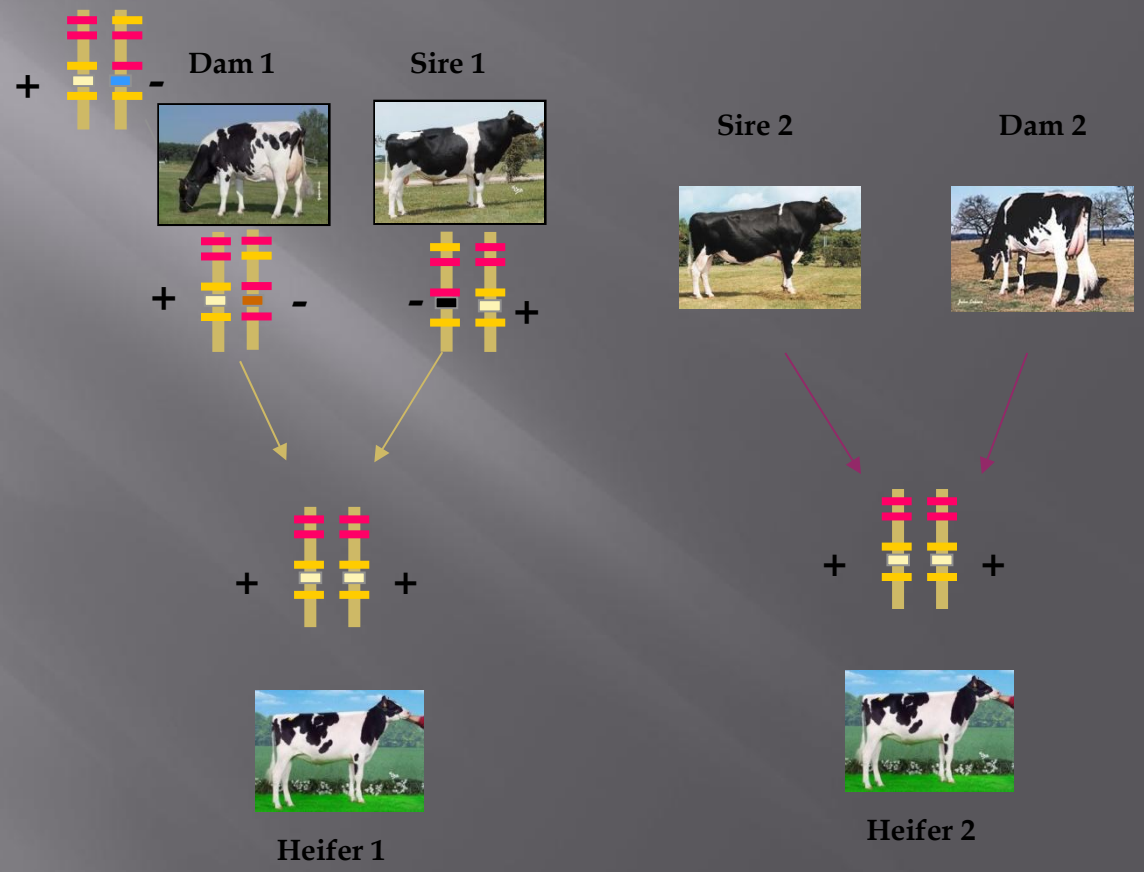 Dam 1
Sire 1
+
-
Sire 2
Dam 2
+
-
-
+
+
+
+
+
Heifer 1
Heifer 2